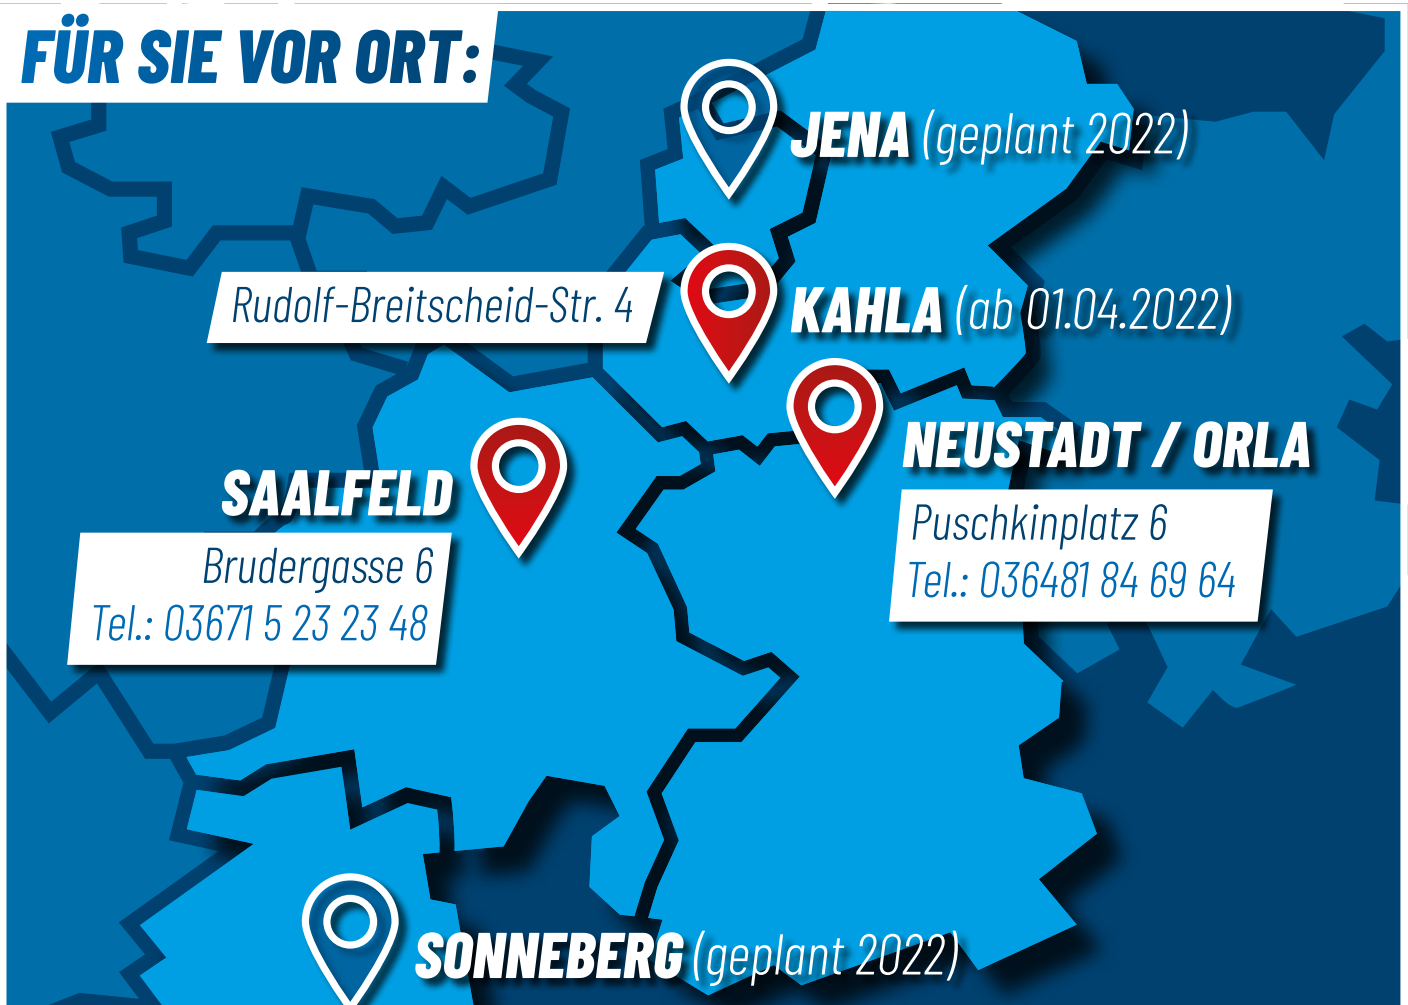 FÜR SIE VOR ORT:
JENA (geplant 2022)
Rudolf-Breitscheid-Str. 4
KAHLA (ab 01.04.2022)
NEUSTADT / ORLA
Puschkinplatz 6
Tel.: 036481 84 69 64
SAALFELD
Brudergasse 6
Tel.: 03671 5 23 23 48
SONNEBERG (geplant 2022)